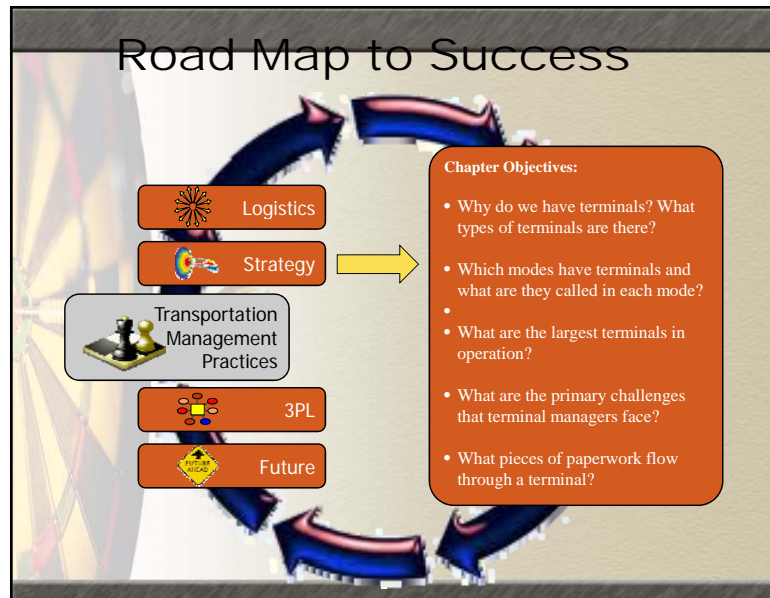 Road Map to Success
Logistics
Strategy
Transportation
Management
Practices
3PL
FUTURE
AHEAD
Future
Chapter Objectives:
• Why do we have terminals? What
types of terminals are there?
• Which modes have terminals and
what are they called in each mode?
•
• What are the largest terminals in
operation?
• What are the primary challenges
that terminal managers face?
• What pieces of paperwork flow
through a terminal?